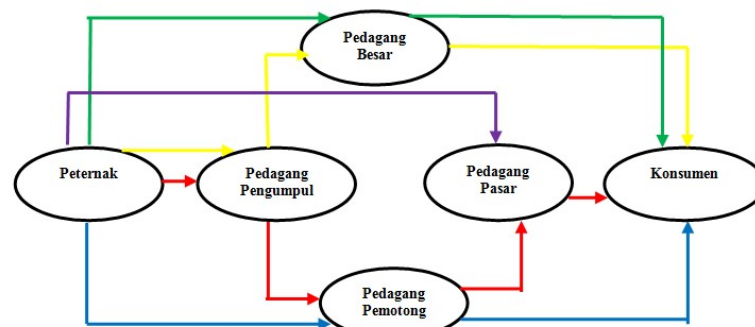 Pedagang
Besar
Peternak
Pedagang
Pengumpul
Pedagang
Pasar
Konsumen
Pedagang
Pemotong